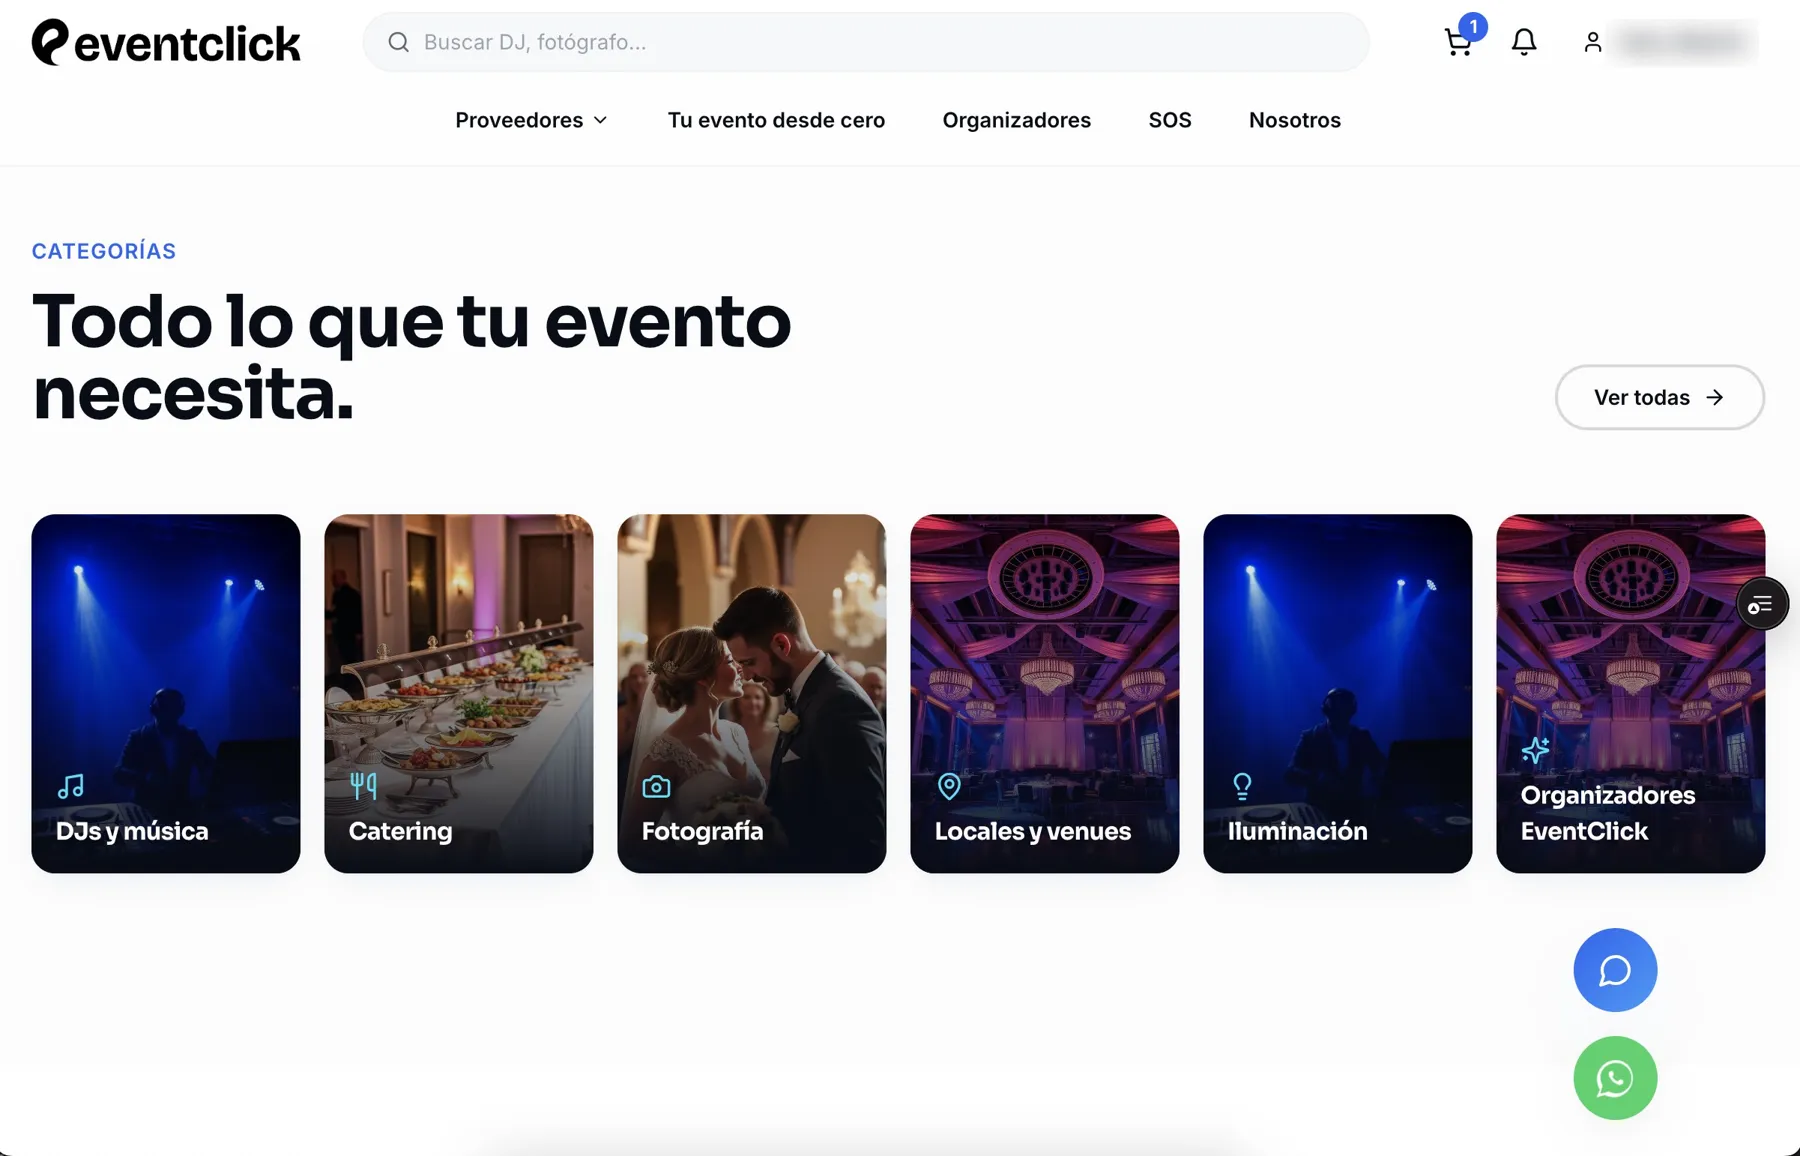 eventclick
Buscar DJ, fotógrafo...
1
Proveedores
Tu evento desde cero
Organizadores
SOS
Nosotros
CATEGORÍAS
Todo lo que tu evento
necesita.
Ver todas
DJs y música
Catering
Fotografía
Locales y venues
Iluminación
Organizadores
EventClick